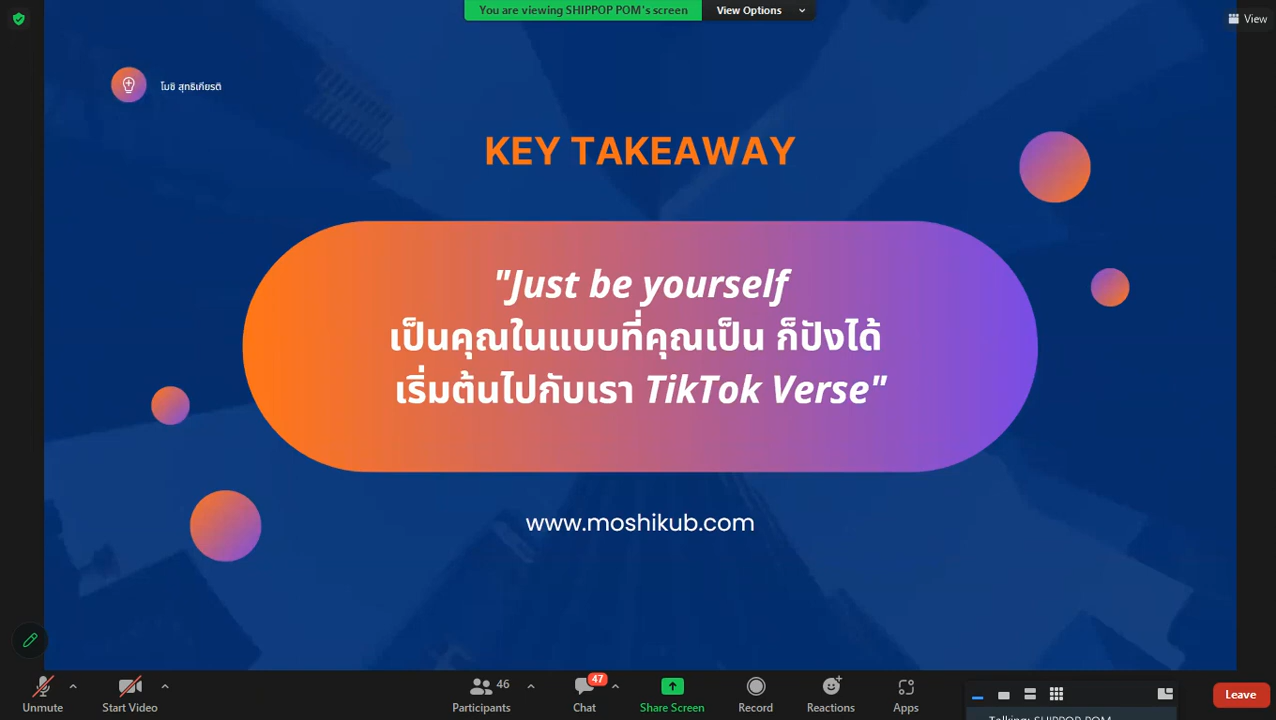 You are viewing SHIPPOP POM's screen
View Options
View
โมชิ สุทธิเกียรติ
KEY TAKEAWAY
"Just be yourself
เป็นคุณในแบบที่คุณเป็น ก็ปังได้
เริ่มต้นไปกับเรา TikTok Verse"
www.moshikub.com
46
47
Unmute
Start Video
Participants
Chat
Share Screen
Record
Reactions
Apps
Talking: SHIPPOP POM
Leave